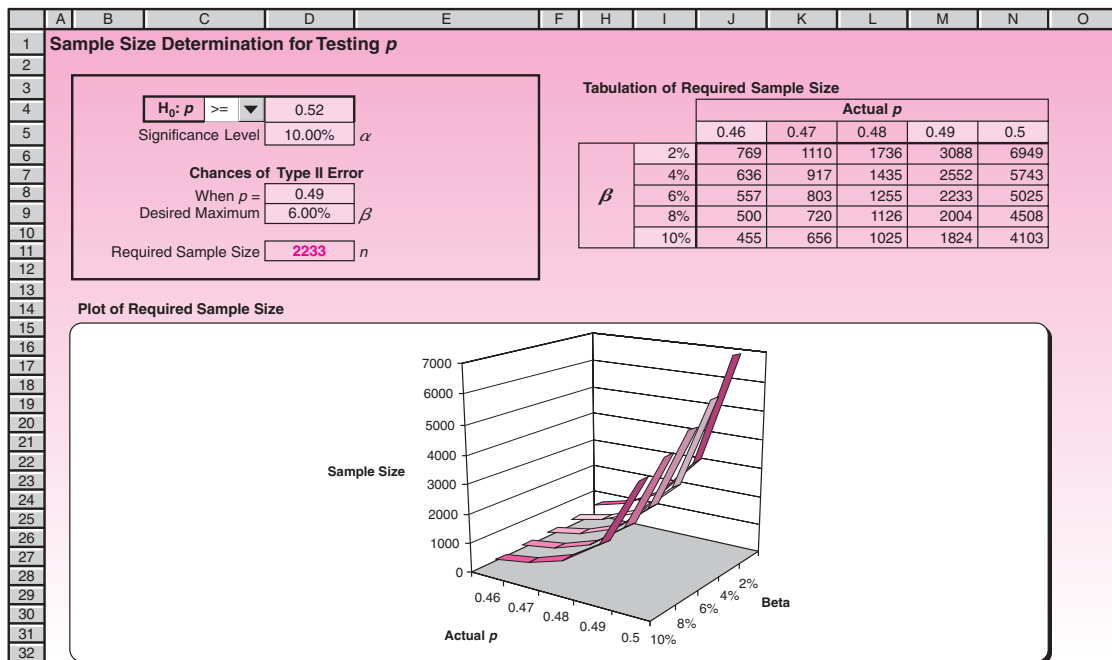 A B C D E F H I J K L M N O
1 Sample Size Determination for Testing p
2
3 Tabulation of Required Sample Size
4 H0: p >= 0.52 Actual p
5 Significance Level 10.00% α 0.46 0.47 0.48 0.49 0.5
6 2% 769 1110 1736 3088 6949
7 Chances of Type II Error 4% 636 917 1435 2552 5743
8 When p = 0.49 β 6% 557 803 1255 2233 5025
9 Desired Maximum 6.00% β 8% 500 720 1126 2004 4508
10 10% 455 656 1025 1824 4103
11 Required Sample Size 2233 n
12
13
14 Plot of Required Sample Size
15
16
17
18
19
20
21
22
23
24
25
26
27
28
29
30
31
32
7000
6000
5000
4000
3000
2000
1000
0
Sample Size
0.46 0.47 0.48 0.49 0.5
Actual p
10% 8% 6% 4% 2%
Beta